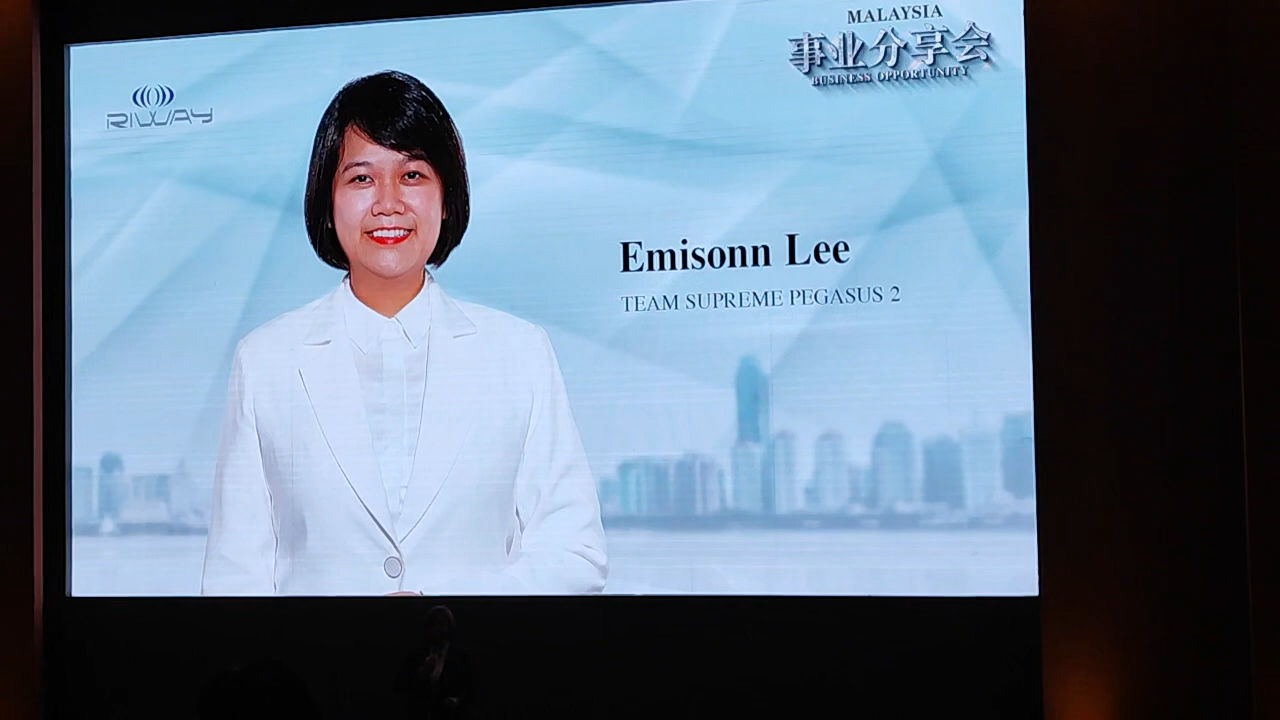 MALAYSIA
事业分享会
BUSINESS OPPORTUNITY
RIWAY
Emisonn Lee
TEAM SUPREME PEGASUS 2